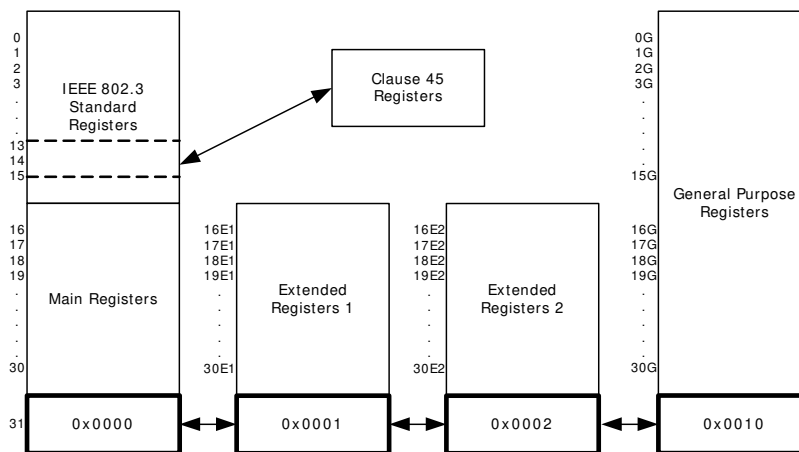 0
1
2
3
.
.
.
13
14
15
IEEE 802.3
Standard
Registers
Clause 45
Registers
16
17
18
19
.
.
.
.
.
30
31
Main Registers
0x0000
16E1
17E1
18E1
19E1
.
.
.
.
.
30E1
Extended
Registers 1
0x0001
16E2
17E2
18E2
19E2
.
.
.
.
.
30E2
Extended
Registers 2
0x0002
0G
1G
2G
3G
.
.
.
.
.
15G
16G
17G
18G
19G
.
.
.
.
.
30G
General Purpose
Registers
0x0010